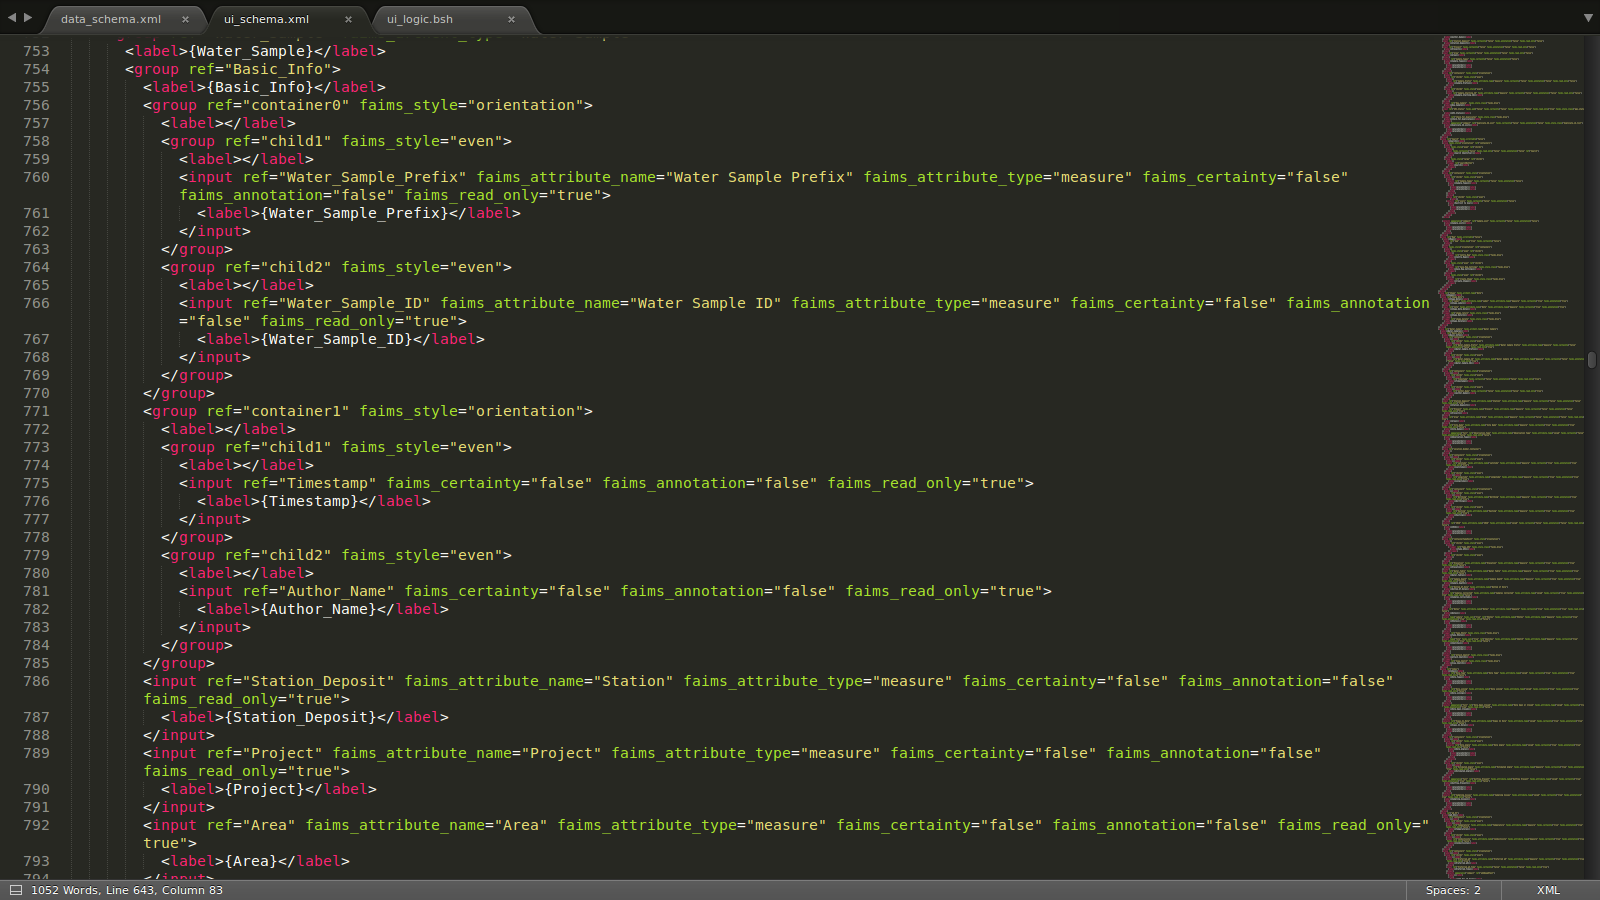 data_schema.xml ×
ui_schema.xml ×
ui_logic.bsh ×
753 <label>{Water_Sample}</label>
754 <group ref="Basic_Info">
755 <label>{Basic_Info}</label>
756 <group ref="container0" faims_style="orientation">
757 <label></label>
758 <group ref="child1" faims_style="even">
759 <label></label>
760 <input ref="Water_Sample_Prefix" faims_attribute_name="Water Sample Prefix" faims_attribute_type="measure" faims_certainty="false"
faims_annotation="false" faims_read_only="true">
761 <label>{Water_Sample_Prefix}</label>
762 </input>
763 </group>
764 <group ref="child2" faims_style="even">
765 <label></label>
766 <input ref="Water_Sample_ID" faims_attribute_name="Water Sample ID" faims_attribute_type="measure" faims_certainty="false" faims_annotation
="false" faims_read_only="true">
767 <label>{Water_Sample_ID}</label>
768 </input>
769 </group>
770 </group>
771 <group ref="container1" faims_style="orientation">
772 <label></label>
773 <group ref="child1" faims_style="even">
774 <label></label>
775 <input ref="Timestamp" faims_certainty="false" faims_annotation="false" faims_read_only="true">
776 <label>{Timestamp}</label>
777 </input>
778 </group>
779 <group ref="child2" faims_style="even">
780 <label></label>
781 <input ref="Author_Name" faims_certainty="false" faims_annotation="false" faims_read_only="true">
782 <label>{Author_Name}</label>
783 </input>
784 </group>
785 </group>
786 <input ref="Station_Deposit" faims_attribute_name="Station" faims_attribute_type="measure" faims_certainty="false" faims_annotation="false"
faims_read_only="true">
787 <label>{Station_Deposit}</label>
788 </input>
789 <input ref="Project" faims_attribute_name="Project" faims_attribute_type="measure" faims_certainty="false" faims_annotation="false"
faims_read_only="true">
790 <label>{Project}</label>
791 </input>
792 <input ref="Area" faims_attribute_name="Area" faims_attribute_type="measure" faims_certainty="false" faims_annotation="false" faims_read_only="
true">
793 <label>{Area}</label>
794 </input>
1052 Words, Line 643, Column 83
Spaces: 2
XML